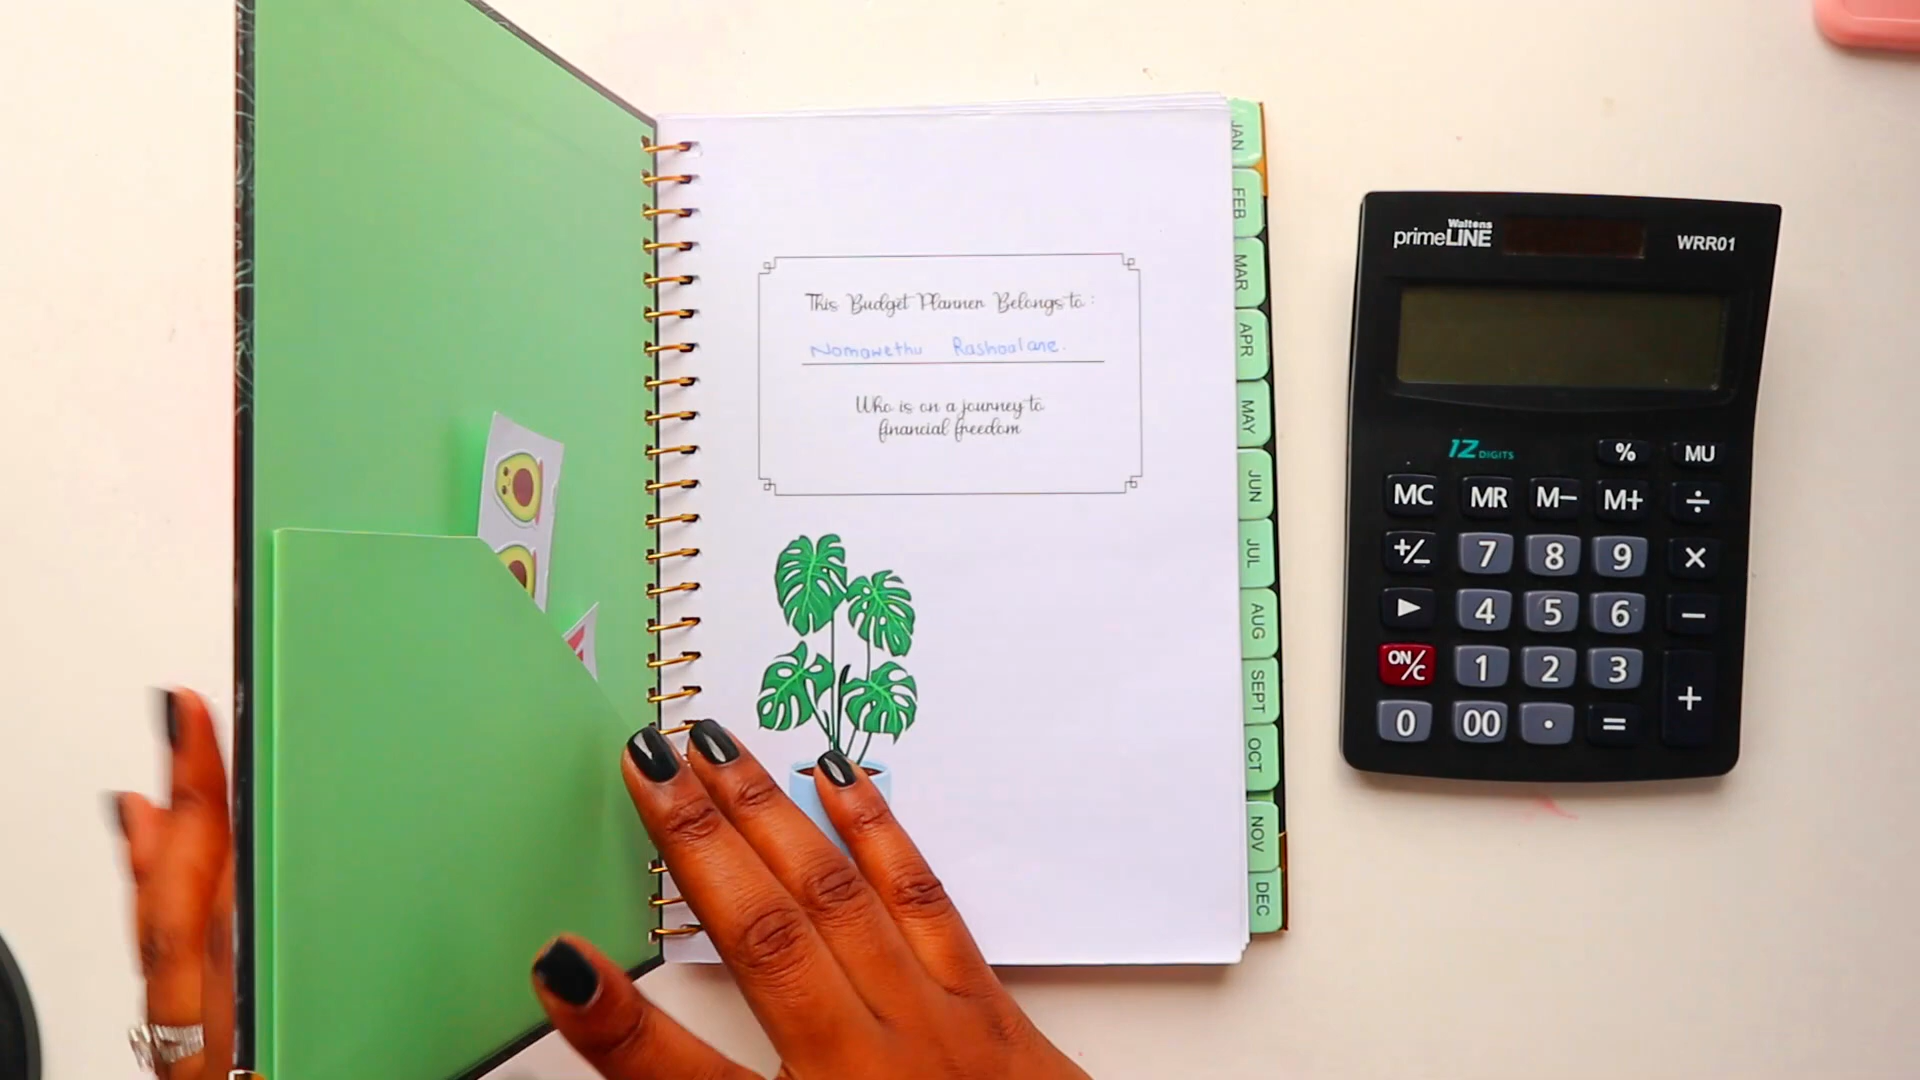 This Budget Planner Belongs to :
Nomawethu Rashoalane.
Who is on a journey to
financial freedom
JAN
FEB
MAR
APR
MAY
JUN
JUL
AUG
SEPT
OCT
NOV
DEC
Waltons
primeLINE
WRR01
12 DIGITS
% MU
MC MR M− M+ ÷
+/− 7 8 9 ×
▶ 4 5 6 −
ON/C 1 2 3 +
0 00 · =